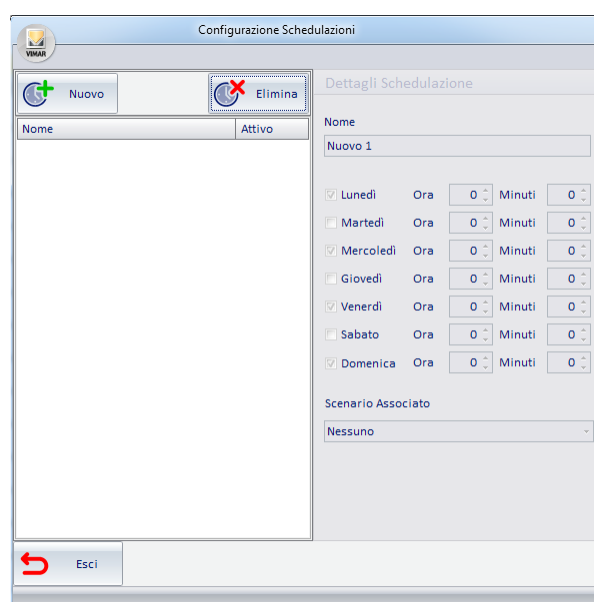 Configurazione Schedulazioni
VIMAR
Nuovo
Elimina
Nome Attivo
Dettagli Schedulazione
Nome
Nuovo 1
Lunedì Ora 0 Minuti 0
Martedì Ora 0 Minuti 0
Mercoledì Ora 0 Minuti 0
Giovedì Ora 0 Minuti 0
Venerdì Ora 0 Minuti 0
Sabato Ora 0 Minuti 0
Domenica Ora 0 Minuti 0
Scenario Associato
Nessuno
Esci